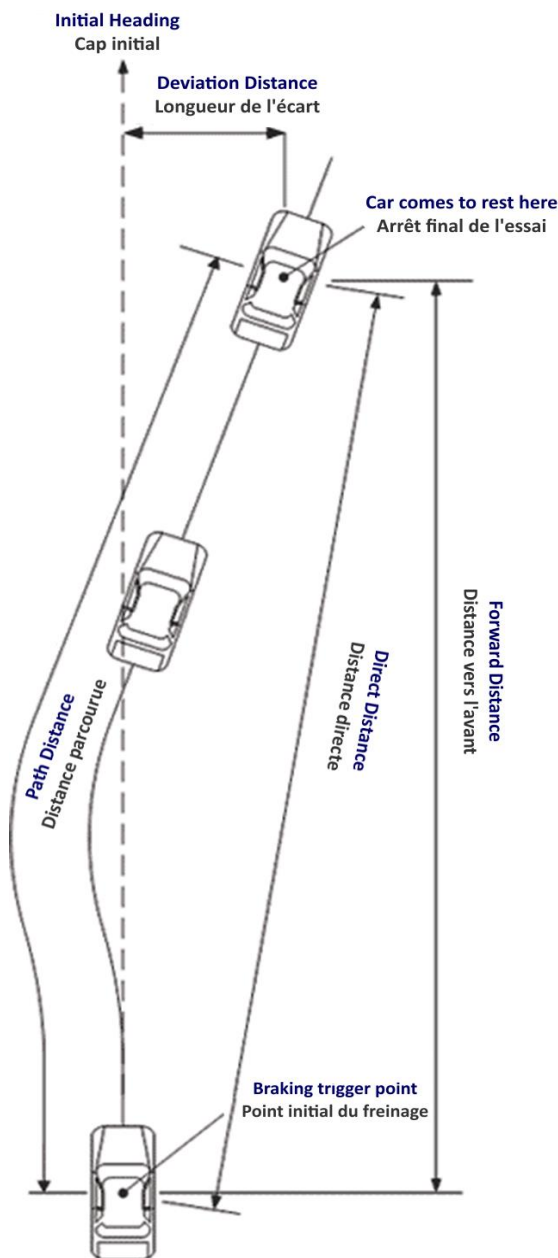 Initial Heading
Cap initial
Deviation Distance
Longueur de l'écart
Car comes to rest here
Arrêt final de l'essai
Forward Distance
Distance vers l'avant
Direct Distance
Distance directe
Path Distance
Distance parcourue
Braking trigger point
Point initial du freinage